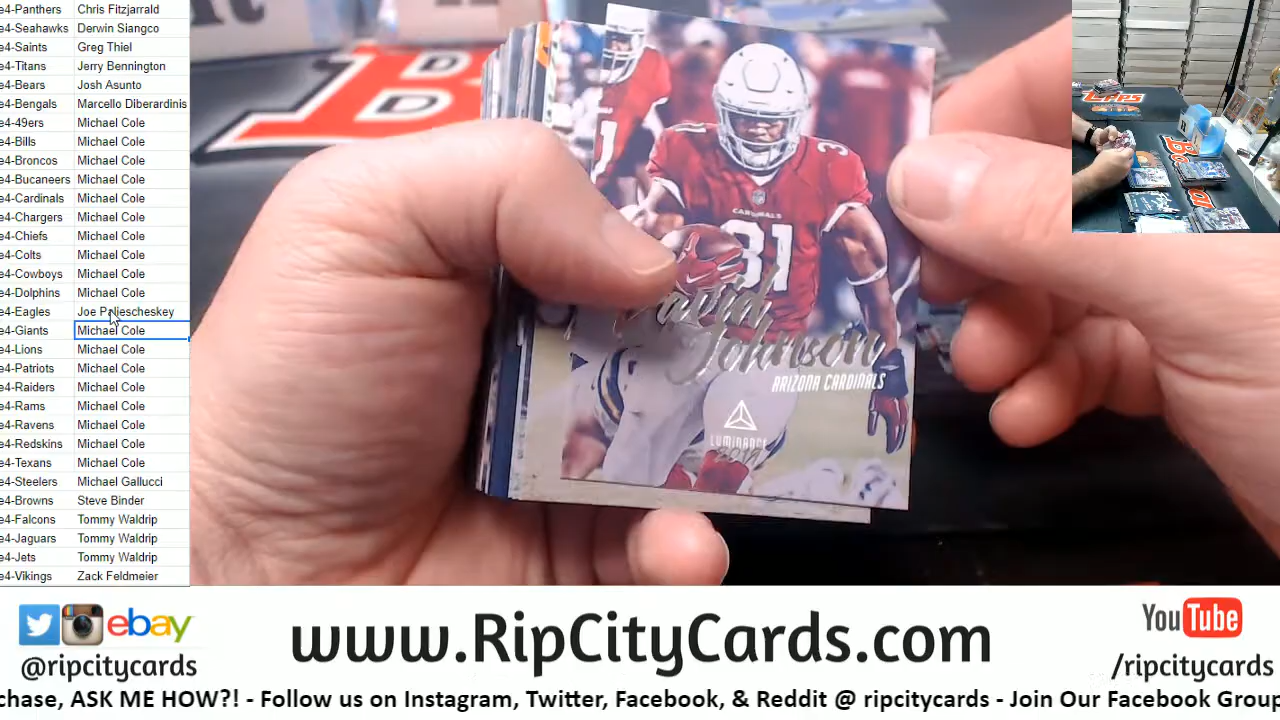 e4-Panthers Chris Fitzjarrald
e4-Seahawks Derwin Siangco
e4-Saints Greg Thiel
e4-Titans Jerry Bennington
e4-Bears Josh Asunto
e4-Bengals Marcello Diberardinis
e4-49ers Michael Cole
e4-Bills Michael Cole
e4-Broncos Michael Cole
e4-Bucaneers Michael Cole
e4-Cardinals Michael Cole
e4-Chargers Michael Cole
e4-Chiefs Michael Cole
e4-Colts Michael Cole
e4-Cowboys Michael Cole
e4-Dolphins Michael Cole
e4-Eagles Joe
e4-Giants Michael Cole
e4-Lions Michael Cole
e4-Patriots Michael Cole
e4-Raiders Michael Cole
e4-Rams Michael Cole
e4-Ravens Michael Cole
e4-Redskins Michael Cole
e4-Texans Michael Cole
e4-Steelers Michael Gallucci
e4-Browns Steve Binder
e4-Falcons Tommy Waldrip
e4-Jaguars Tommy Waldrip
e4-Jets Tommy Waldrip
e4-Vikings Zack Feldmeier
31
CARDINALS
31
David
Johnson
ARIZONA CARDINALS
LUMINANCE
2019
ebay
@ripcitycards
www.RipCityCards.com
YouTube
/ripcitycards
chase, ASK ME HOW?! - Follow us on Instagram, Twitter, Facebook, & Reddit @ ripcitycards - Join Our Facebook Group